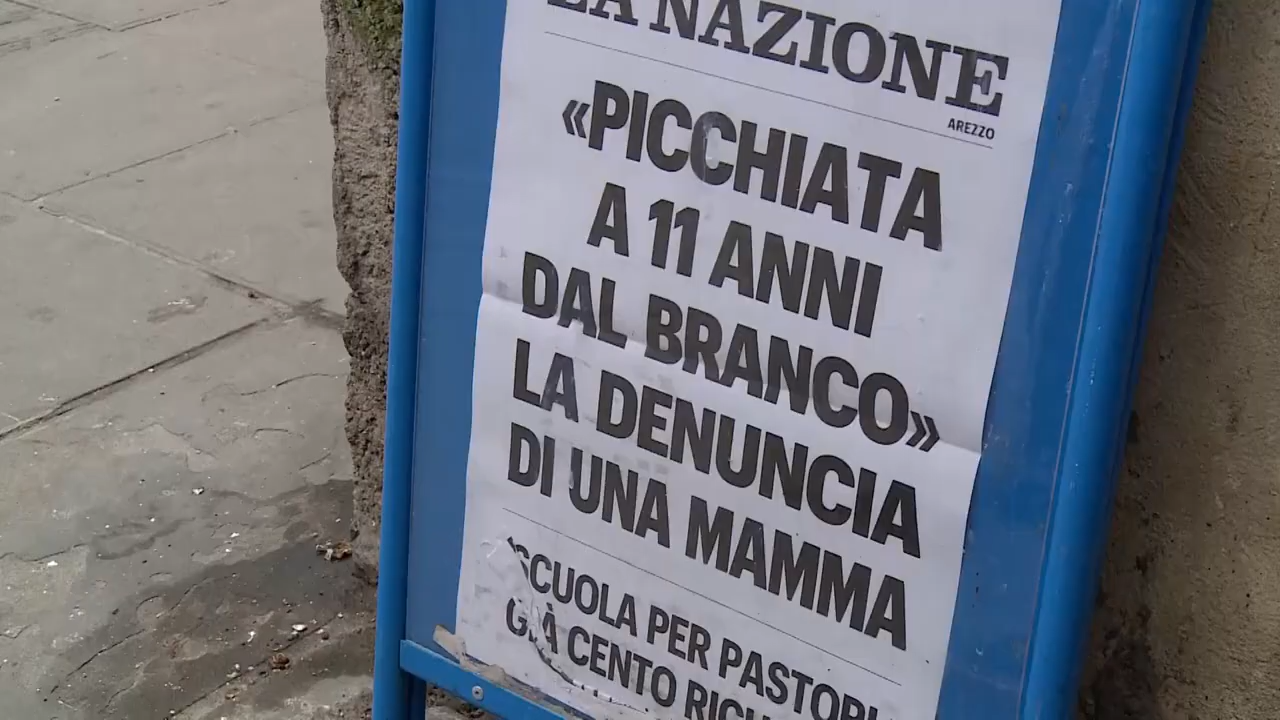 LA NAZIONE
AREZZO
«PICCHIATA
A 11 ANNI
DAL BRANCO»
LA DENUNCIA
DI UNA MAMMA
SCUOLA PER PASTORI
GIÀ CENTO